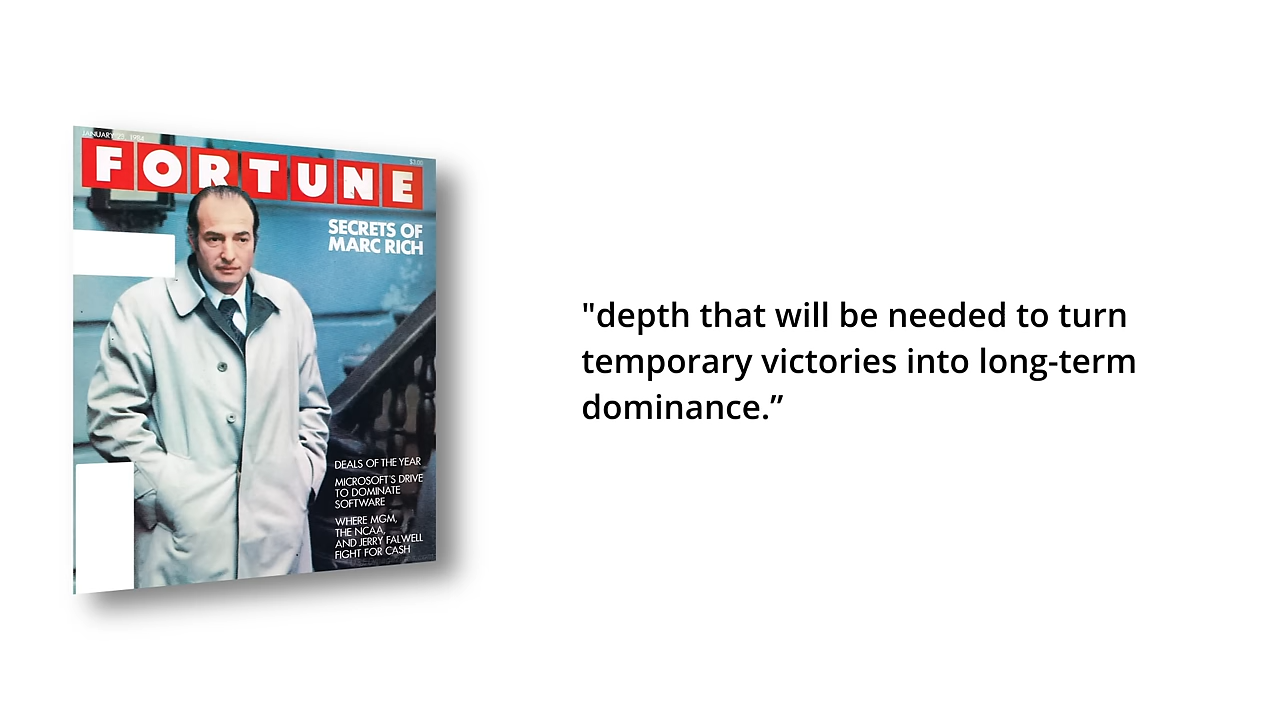 JANUARY 23, 1984
$3.00
FORTUNE
SECRETS OF
MARC RICH
DEALS OF THE YEAR
MICROSOFT'S DRIVE
TO DOMINATE
SOFTWARE
WHERE MGM,
THE NCAA,
AND JERRY FALWELL
FIGHT FOR CASH
"depth that will be needed to turn
temporary victories into long-term
dominance.”